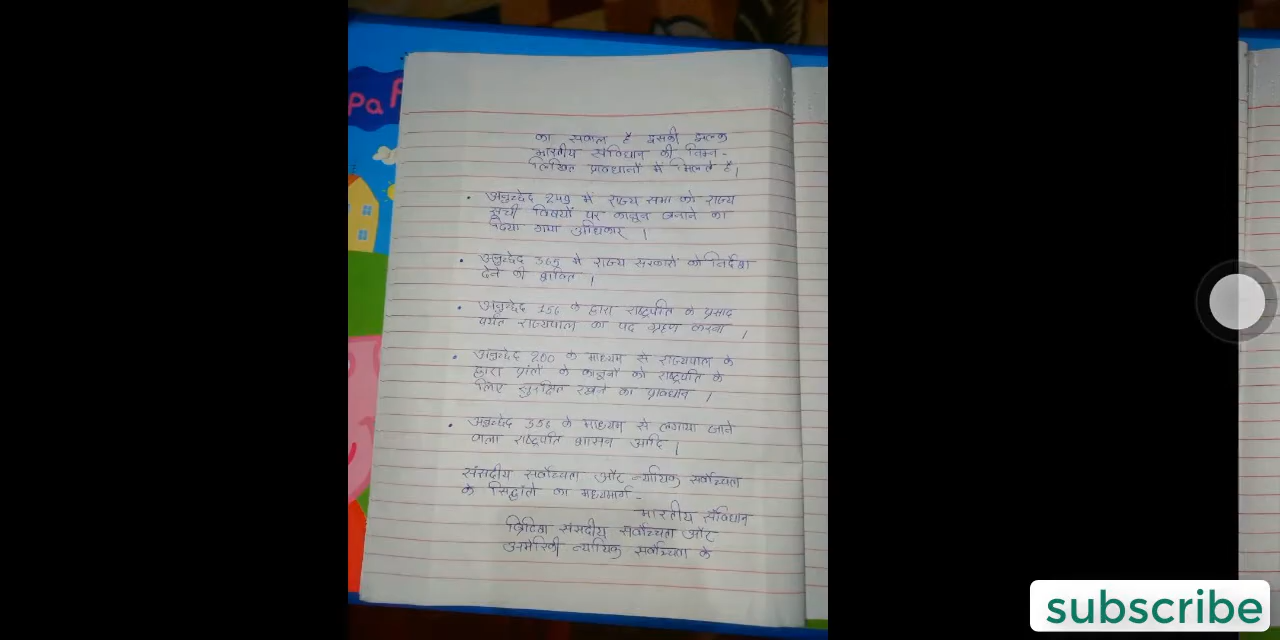 का सवाल है इसकी झलक
भारतीय संविधान की निम्न-
लिखित प्रावधानों में मिलते है।
• अनुच्छेद 249 में राज्य सभा को राज्य
सूची विषयों पर कानून बनाने का
दिया गया अधिकार ।
• अनुच्छेद 365 में राज्य सरकारों को निर्देश
देने की शक्ति ।
• अनुच्छेद 156 के द्वारा राष्ट्रपति के प्रसाद
पर्यंत राज्यपाल का पद ग्रहण करना ।
• अनुच्छेद 200 के माध्यम से राज्यपाल के
द्वारा प्रांतों के कानूनों को राष्ट्रपति के
लिए सुरक्षित रखने का प्रावधान ।
• अनुच्छेद 356 के माध्यम से लगाया जाने
वाला राष्ट्रपति शासन आदि ।
संसदीय सर्वोच्चता और न्यायिक सर्वोच्चता
के सिद्धांतो का मध्यमार्ग -
भारतीय संविधान
ब्रिटिश संसदीय सर्वोच्चता और
अमेरिकी न्यायिक सर्वोच्चता के
Pa
subscribe